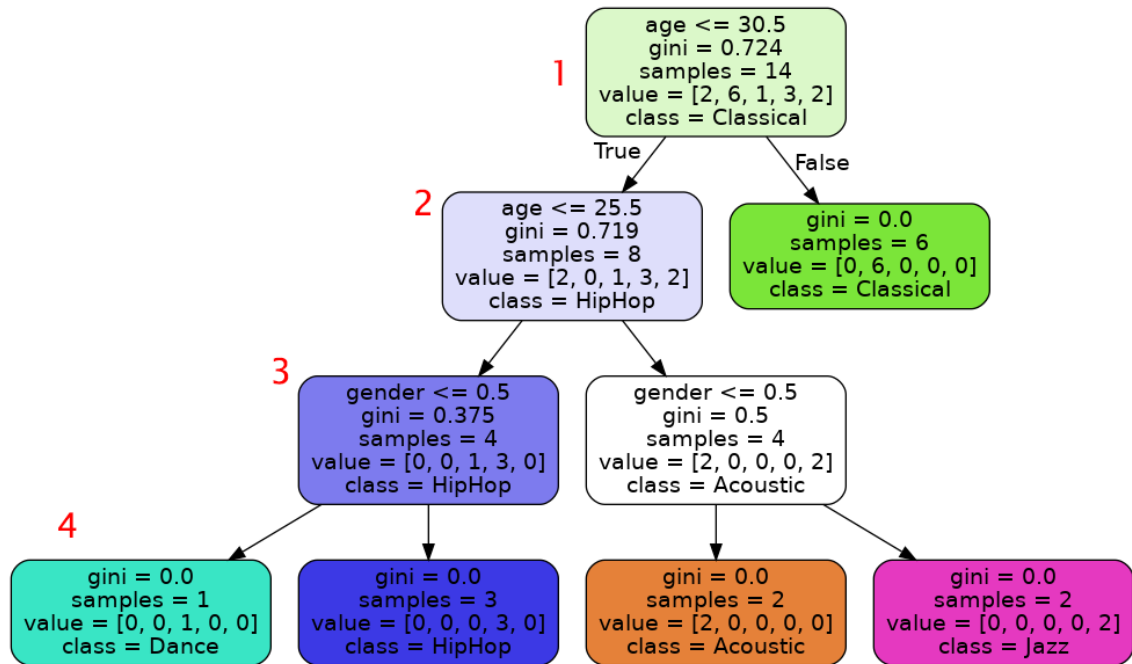 1
age <= 30.5
gini = 0.724
samples = 14
value = [2, 6, 1, 3, 2]
class = Classical
True
False
2
age <= 25.5
gini = 0.719
samples = 8
value = [2, 0, 1, 3, 2]
class = HipHop
gini = 0.0
samples = 6
value = [0, 6, 0, 0, 0]
class = Classical
3
gender <= 0.5
gini = 0.375
samples = 4
value = [0, 0, 1, 3, 0]
class = HipHop
gender <= 0.5
gini = 0.5
samples = 4
value = [2, 0, 0, 0, 2]
class = Acoustic
4
gini = 0.0
samples = 1
value = [0, 0, 1, 0, 0]
class = Dance
gini = 0.0
samples = 3
value = [0, 0, 0, 3, 0]
class = HipHop
gini = 0.0
samples = 2
value = [2, 0, 0, 0, 0]
class = Acoustic
gini = 0.0
samples = 2
value = [0, 0, 0, 0, 2]
class = Jazz